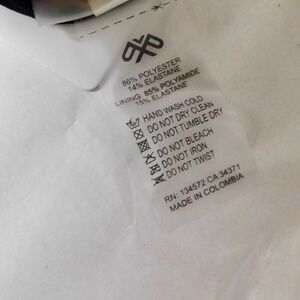 86% POLYESTER
14% ELASTANE
LINING: 85% POLYAMIDE
15% ELASTANE
HAND WASH COLD
DO NOT DRY CLEAN
DO NOT TUMBLE DRY
DO NOT BLEACH
DO NOT IRON
DO NOT TWIST
RN: 134572 CA 34371
MADE IN COLOMBIA